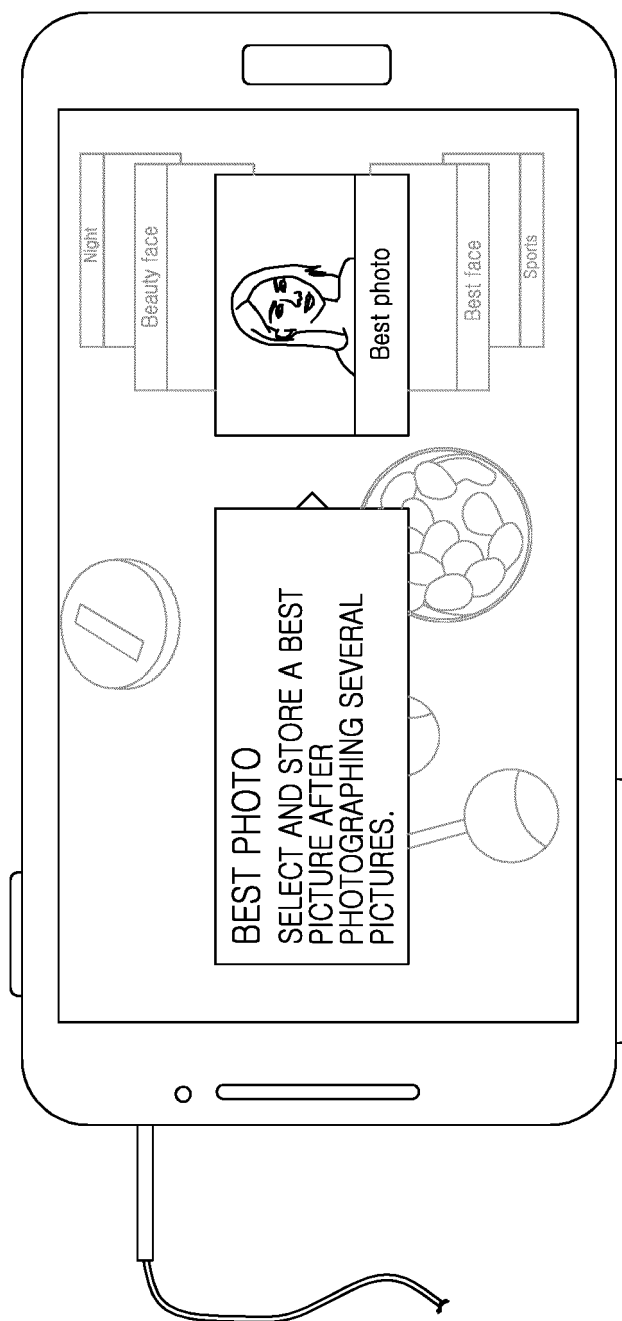 BEST PHOTO
SELECT AND STORE A BEST
PICTURE AFTER
PHOTOGRAPHING SEVERAL
PICTURES.
Night
Beauty face
Best photo
Best face
Sports